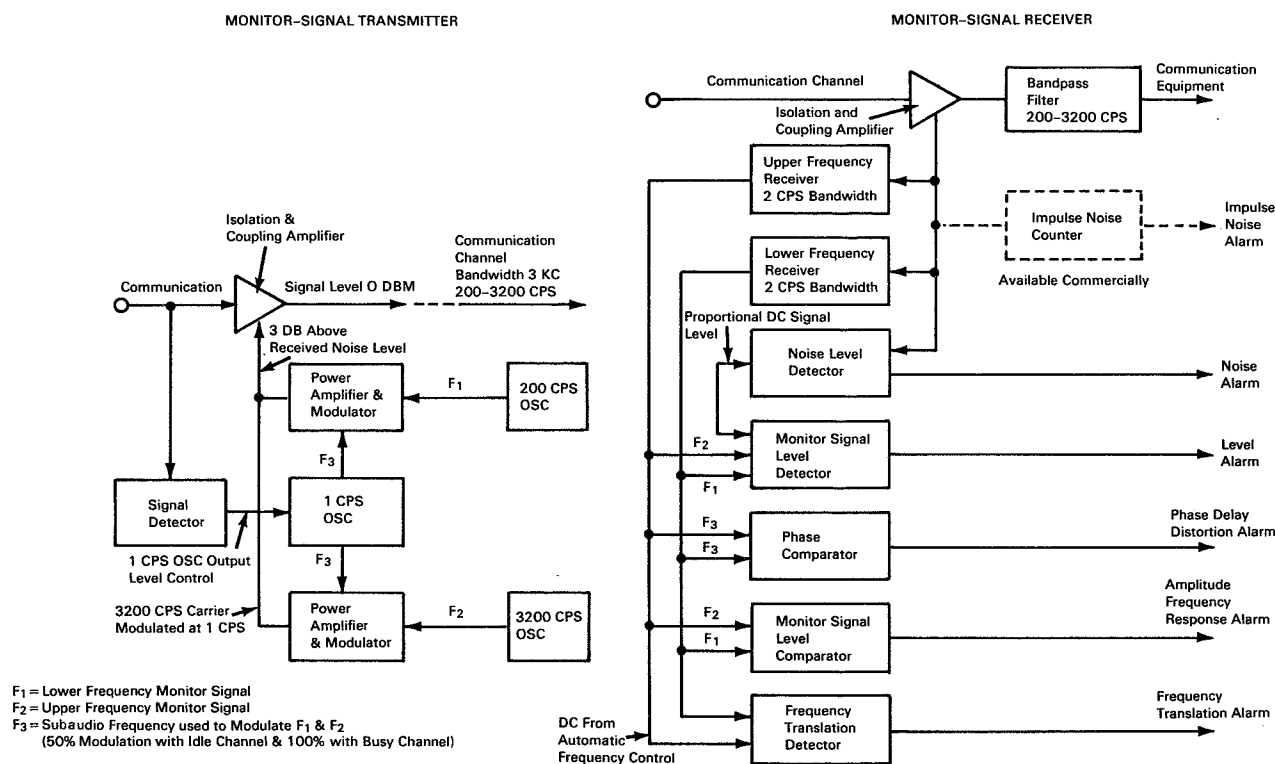 MONITOR–SIGNAL TRANSMITTER
Isolation &
Coupling Amplifier
Communication
Signal Level O DBM
Communication
Channel
Bandwidth 3 KC
200–3200 CPS
3 DB Above
Received Noise Level
Power
Amplifier &
Modulator
F1
200 CPS
OSC
F3
Signal
Detector
1 CPS
OSC
1 CPS OSC Output
Level Control
F3
3200 CPS Carrier
Modulated at 1 CPS
Power
Amplifier
& Modulator
F2
3200 CPS
OSC
F1 = Lower Frequency Monitor Signal
F2 = Upper Frequency Monitor Signal
F3 = Subaudio Frequency used to Modulate F1 & F2
(50% Modulation with Idle Channel & 100% with Busy Channel)
MONITOR–SIGNAL RECEIVER
Communication Channel
Isolation and
Coupling Amplifier
Bandpass
Filter
200–3200 CPS
Communication
Equipment
Upper Frequency
Receiver
2 CPS Bandwidth
Impulse Noise
Counter
Impulse
Noise
Alarm
Available Commercially
Lower Frequency
Receiver
2 CPS Bandwidth
Proportional DC Signal
Level
Noise Level
Detector
Noise
Alarm
F2
F1
Monitor Signal
Level
Detector
Level
Alarm
F3
F3
Phase
Comparator
Phase Delay
Distortion Alarm
F2
F1
Monitor Signal
Level
Comparator
Amplitude
Frequency
Response Alarm
DC From
Automatic
Frequency Control
Frequency
Translation
Detector
Frequency
Translation Alarm